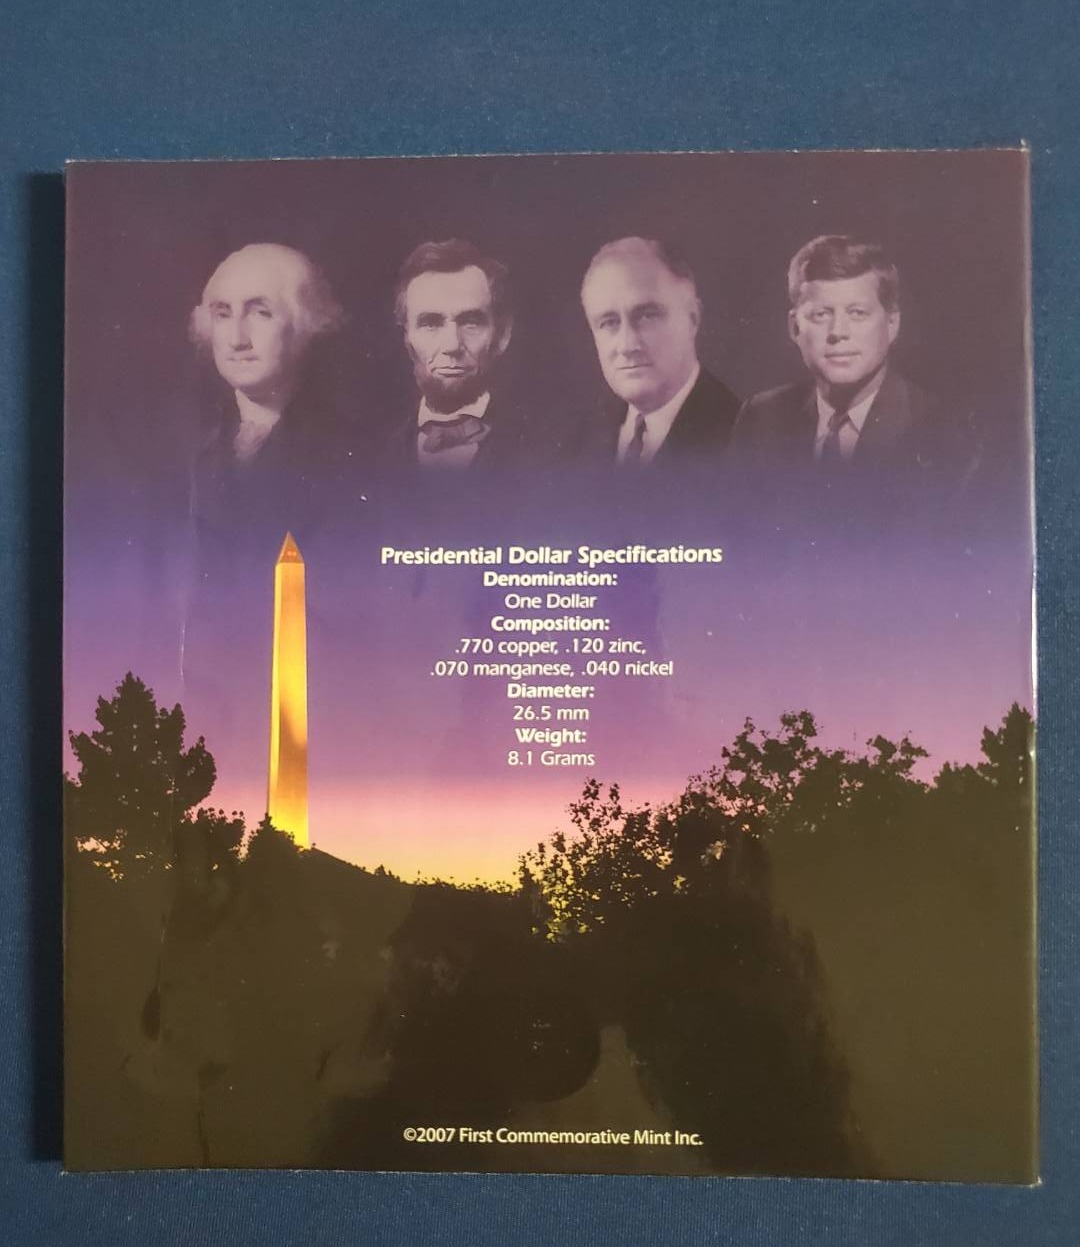 Presidential Dollar Specifications
Denomination:
One Dollar
Composition:
.770 copper, .120 zinc,
.070 manganese, .040 nickel
Diameter:
26.5 mm
Weight:
8.1 Grams
©2007 First Commemorative Mint Inc.